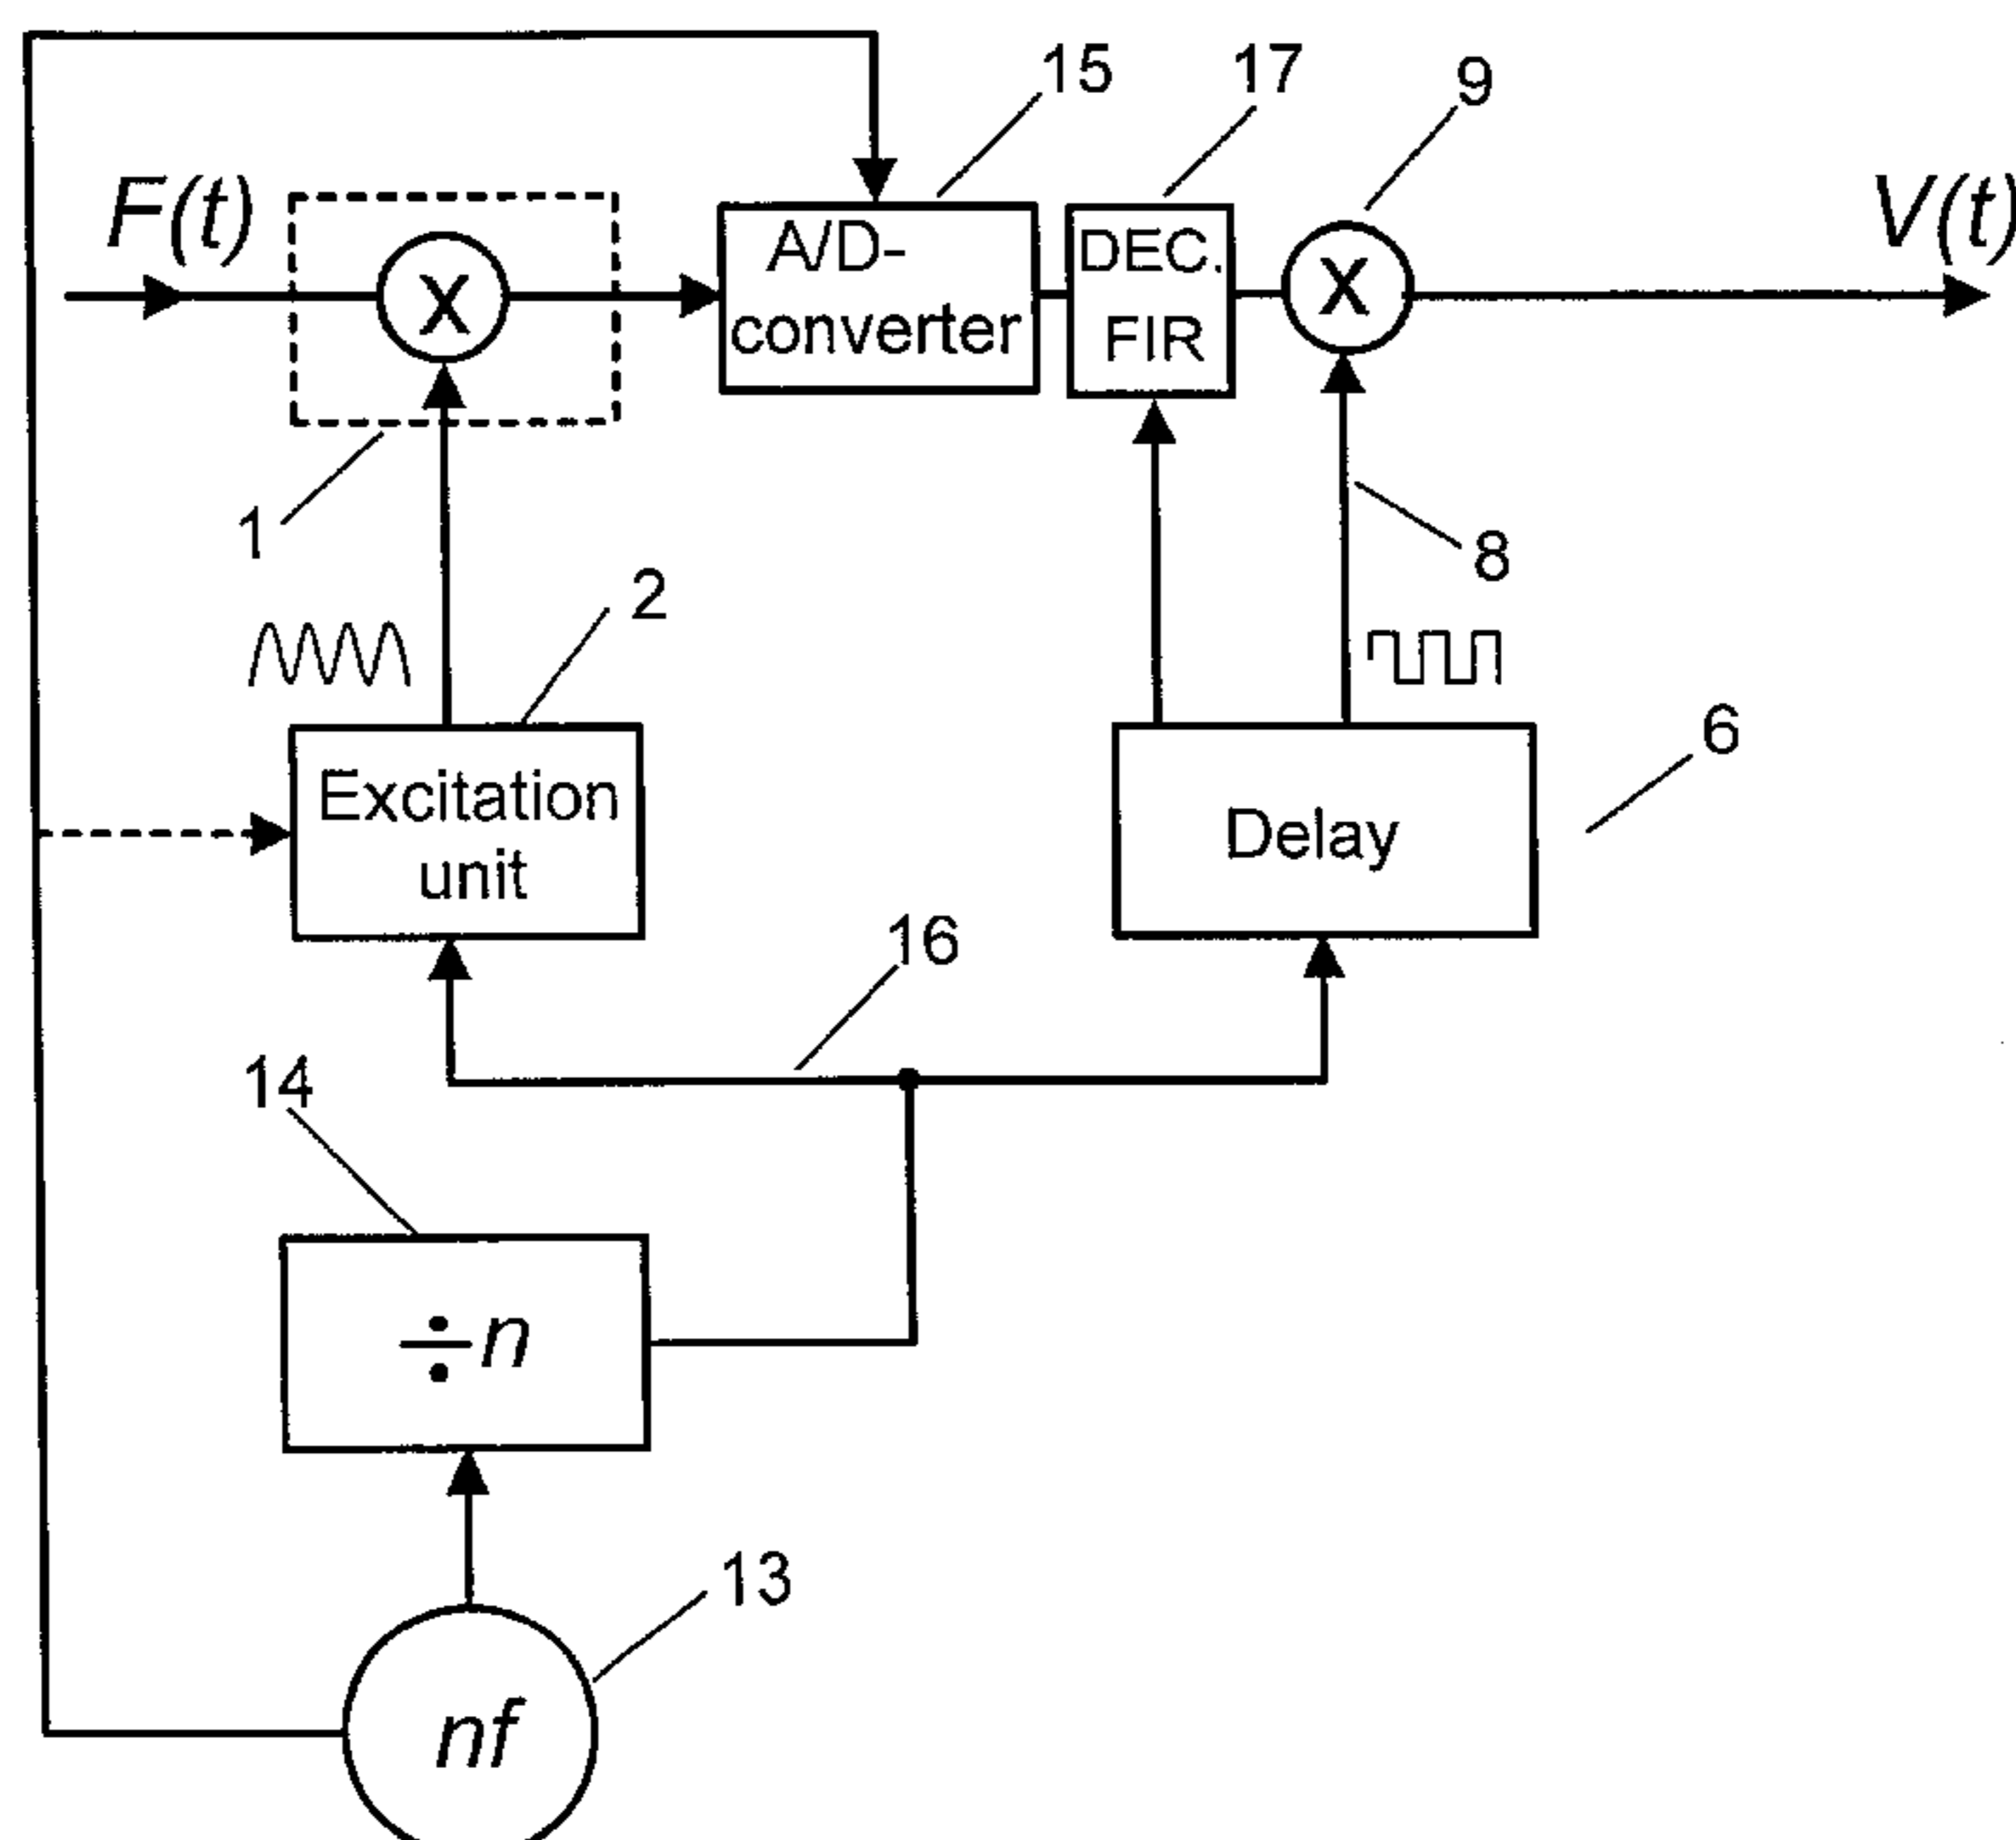 15
17
9
F(t)
V(t)
X
A/D-
converter
DEC.
FIR
X
1
8
2
6
Excitation
unit
Delay
16
14
÷n
13
nf